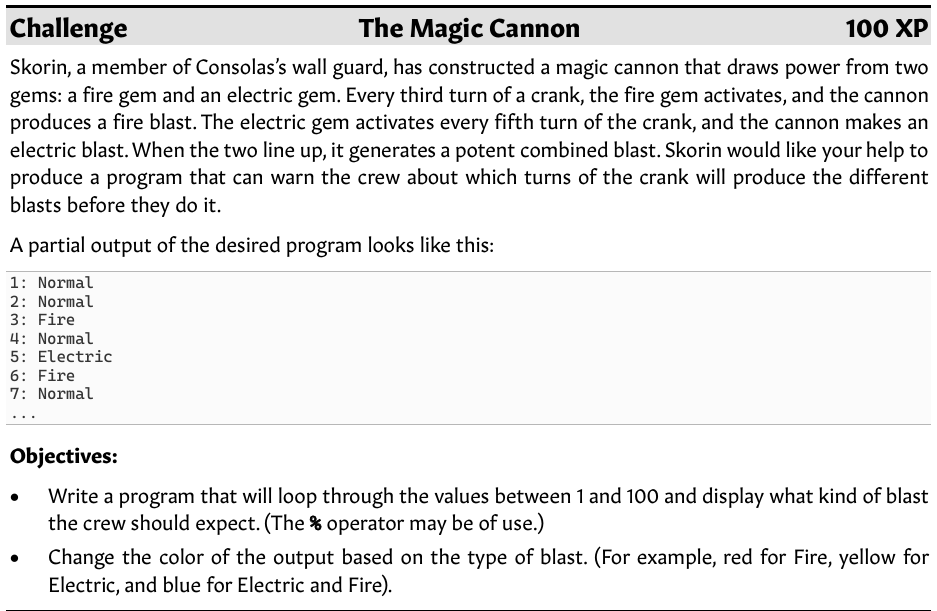 Challenge The Magic Cannon 100 XP
Skorin, a member of Consolas’s wall guard, has constructed a magic cannon that draws power from two
gems: a fire gem and an electric gem. Every third turn of a crank, the fire gem activates, and the cannon
produces a fire blast. The electric gem activates every fifth turn of the crank, and the cannon makes an
electric blast. When the two line up, it generates a potent combined blast. Skorin would like your help to
produce a program that can warn the crew about which turns of the crank will produce the different
blasts before they do it.
A partial output of the desired program looks like this:
1: Normal
2: Normal
3: Fire
4: Normal
5: Electric
6: Fire
7: Normal
...
Objectives:
• Write a program that will loop through the values between 1 and 100 and display what kind of blast
the crew should expect. (The % operator may be of use.)
• Change the color of the output based on the type of blast. (For example, red for Fire, yellow for
Electric, and blue for Electric and Fire).